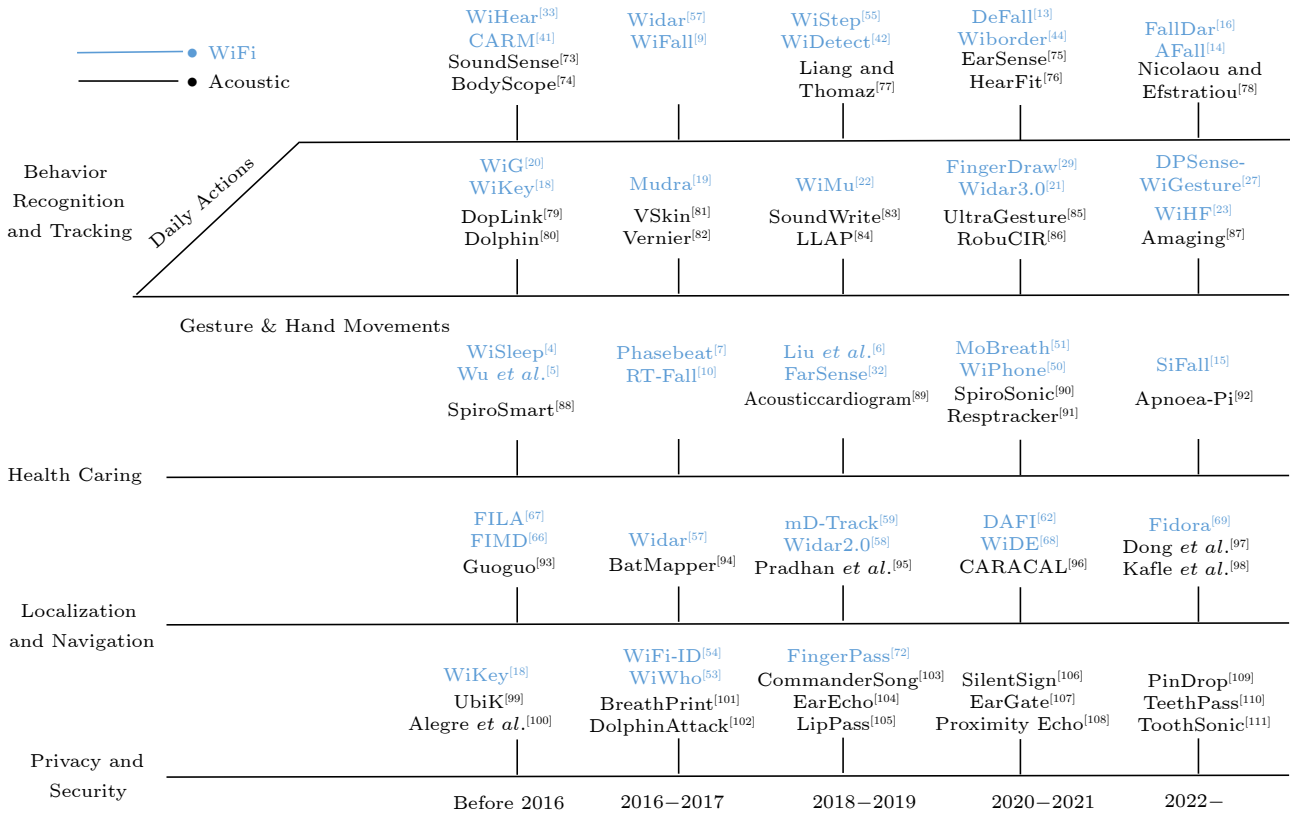 WiFi
Acoustic
WiHear[33]
CARM[41]
SoundSense[73]
BodyScope[74]
Widar[57]
WiFall[9]
WiStep[55]
WiDetect[42]
Liang and
Thomaz[77]
DeFall[13]
Wiborder[44]
EarSense[75]
HearFit[76]
FallDar[16]
AFall[14]
Nicolaou and
Efstratiou[78]
Behavior
Recognition
and Tracking
Daily Actions
WiG[20]
WiKey[18]
DopLink[79]
Dolphin[80]
Mudra[19]
VSkin[81]
Vernier[82]
WiMu[22]
SoundWrite[83]
LLAP[84]
FingerDraw[29]
Widar3.0[21]
UltraGesture[85]
RobuCIR[86]
DPSense-
WiGesture[27]
WiHF[23]
Amaging[87]
Gesture & Hand Movements
WiSleep[4]
Wu et al.[5]
SpiroSmart[88]
Phasebeat[7]
RT-Fall[10]
Liu et al.[6]
FarSense[32]
Acousticcardiogram[89]
MoBreath[51]
WiPhone[50]
SpiroSonic[90]
Resptracker[91]
SiFall[15]
Apnoea-Pi[92]
Health Caring
FILA[67]
FIMD[66]
Guoguo[93]
Widar[57]
BatMapper[94]
mD-Track[59]
Widar2.0[58]
Pradhan et al.[95]
DAFI[62]
WiDE[68]
CARACAL[96]
Fidora[69]
Dong et al.[97]
Kafle et al.[98]
Localization
and Navigation
WiKey[18]
UbiK[99]
Alegre et al.[100]
WiFi-ID[54]
WiWho[53]
BreathPrint[101]
DolphinAttack[102]
FingerPass[72]
CommanderSong[103]
EarEcho[104]
LipPass[105]
SilentSign[106]
EarGate[107]
Proximity Echo[108]
PinDrop[109]
TeethPass[110]
ToothSonic[111]
Privacy and
Security
Before 2016
2016−2017
2018−2019
2020−2021
2022−